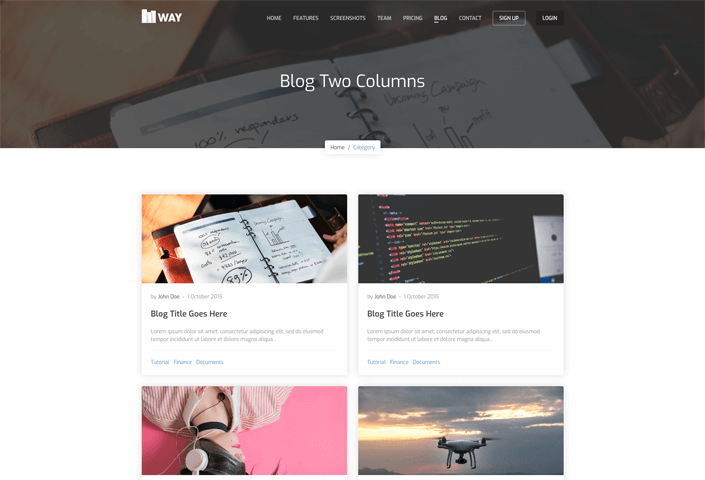 WAY
HOME FEATURES SCREENSHOTS TEAM PRICING BLOG CONTACT SIGN UP LOGIN
Blog Two Columns
100% responders
Home / Category
by John Doe - 1 October 2015
Blog Title Goes Here
Lorem ipsum dolor sit amet, consectetur adipisicing elit, sed do eiusmod
tempor incididunt ut labore et dolore magna aliqua...
Tutorial Finance Documents
by John Doe - 1 October 2015
Blog Title Goes Here
Lorem ipsum dolor sit amet, consectetur adipisicing elit, sed do eiusmod
tempor incididunt ut labore et dolore magna aliqua...
Tutorial Finance Documents